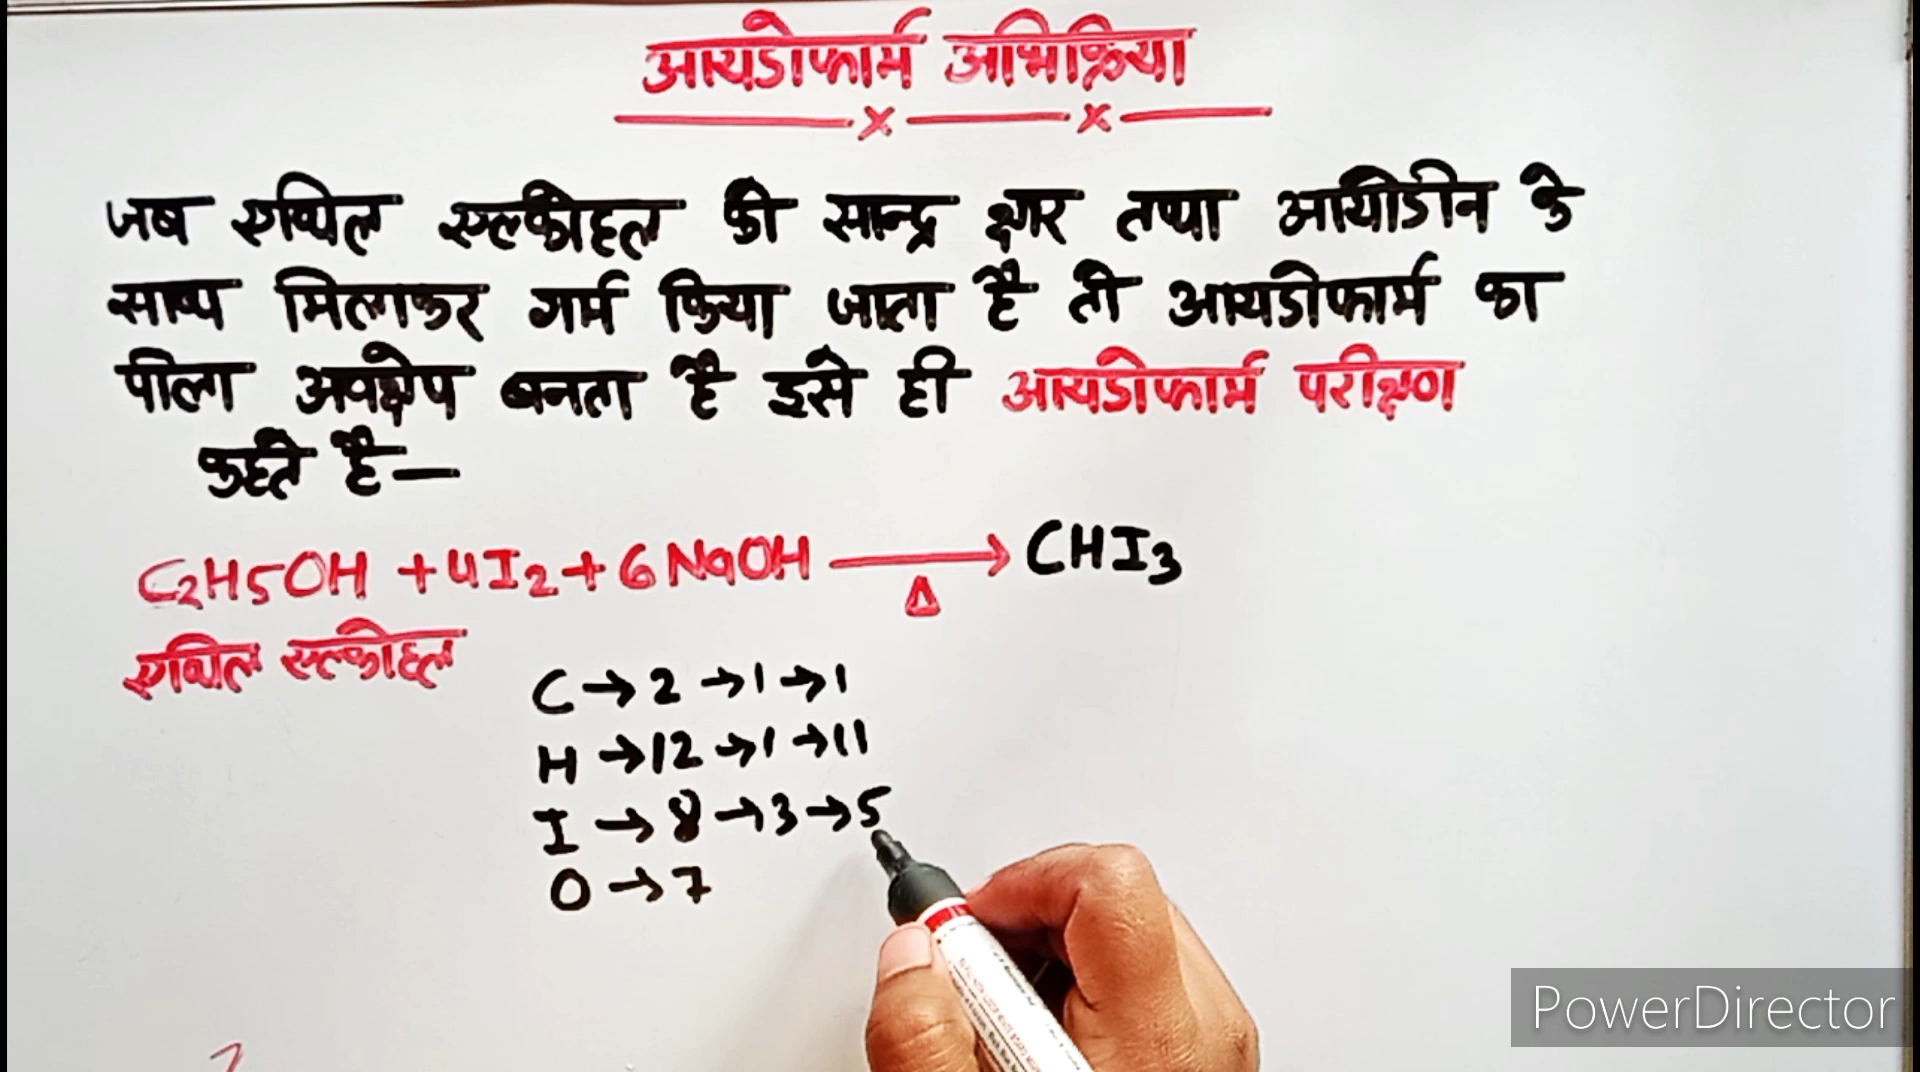 आयडोफार्म अभिक्रिया
जब एथिल एल्कोहल को सान्द्र क्षार तथा आयोडीन के
साथ मिलाकर गर्म किया जाता है तो आयडोफार्म का
पीला अवक्षेप बनता है इसे ही आयडोफार्म परीक्षण
कहते है—
C2H5OH + 4I2 + 6NaOH → CHI3
Δ
एथिल एल्कोहल
C → 2 → 1 → 1
H → 12 → 1 → 11
I → 8 → 3 → 5
O → 7
PowerDirector